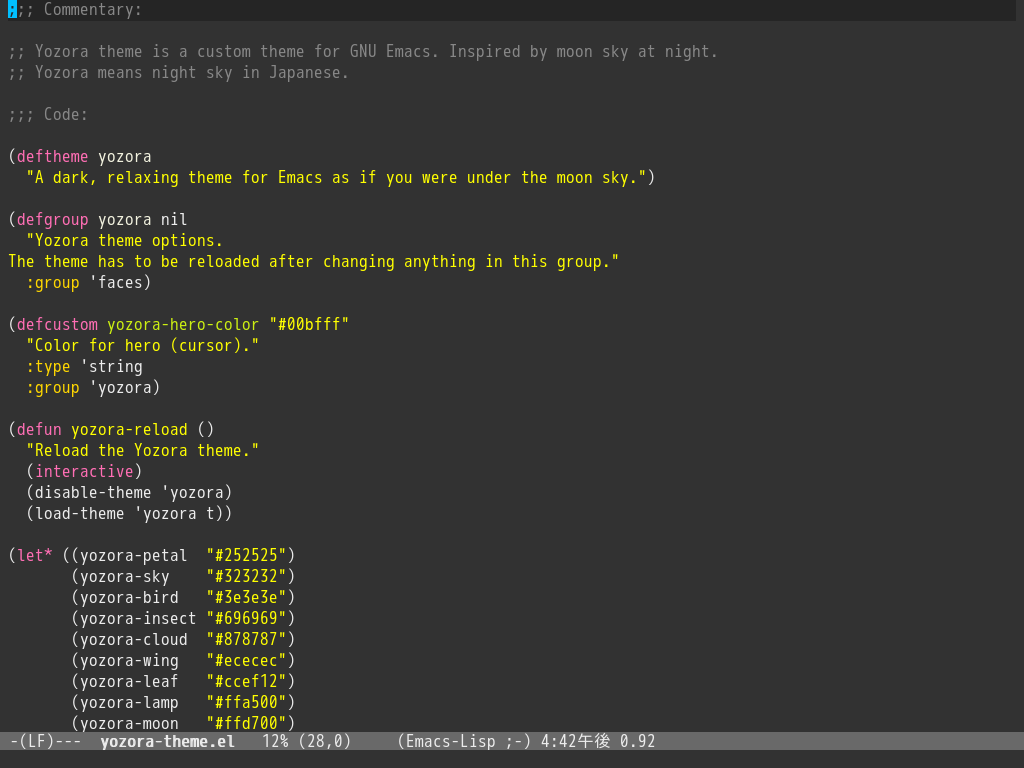 ;;; Commentary:
;; Yozora theme is a custom theme for GNU Emacs. Inspired by moon sky at night.
;; Yozora means night sky in Japanese.
;;; Code:
(deftheme yozora
  "A dark, relaxing theme for Emacs as if you were under the moon sky.")
(defgroup yozora nil
  "Yozora theme options.
The theme has to be reloaded after changing anything in this group."
  :group 'faces)
(defcustom yozora-hero-color "#00bfff"
  "Color for hero (cursor)."
  :type 'string
  :group 'yozora)
(defun yozora-reload ()
  "Reload the Yozora theme."
  (interactive)
  (disable-theme 'yozora)
  (load-theme 'yozora t))
(let* ((yozora-petal  "#252525")
       (yozora-sky    "#323232")
       (yozora-bird   "#3e3e3e")
       (yozora-insect "#696969")
       (yozora-cloud  "#878787")
       (yozora-wing   "#ececec")
       (yozora-leaf   "#ccef12")
       (yozora-lamp   "#ffa500")
       (yozora-moon   "#ffd700")
-(LF)---  yozora-theme.el   12% (28,0)     (Emacs-Lisp ;-) 4:42午後 0.92